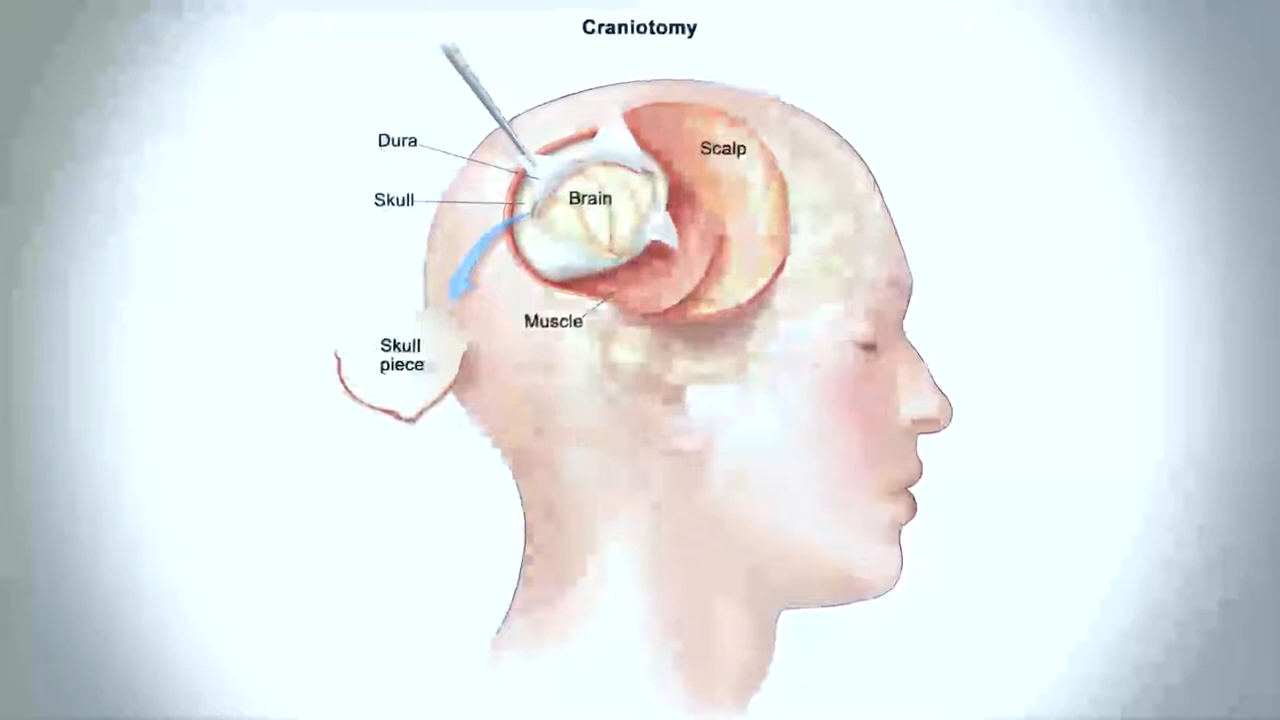 Craniotomy
Dura
Scalp
Skull
Brain
Muscle
Skull
piece